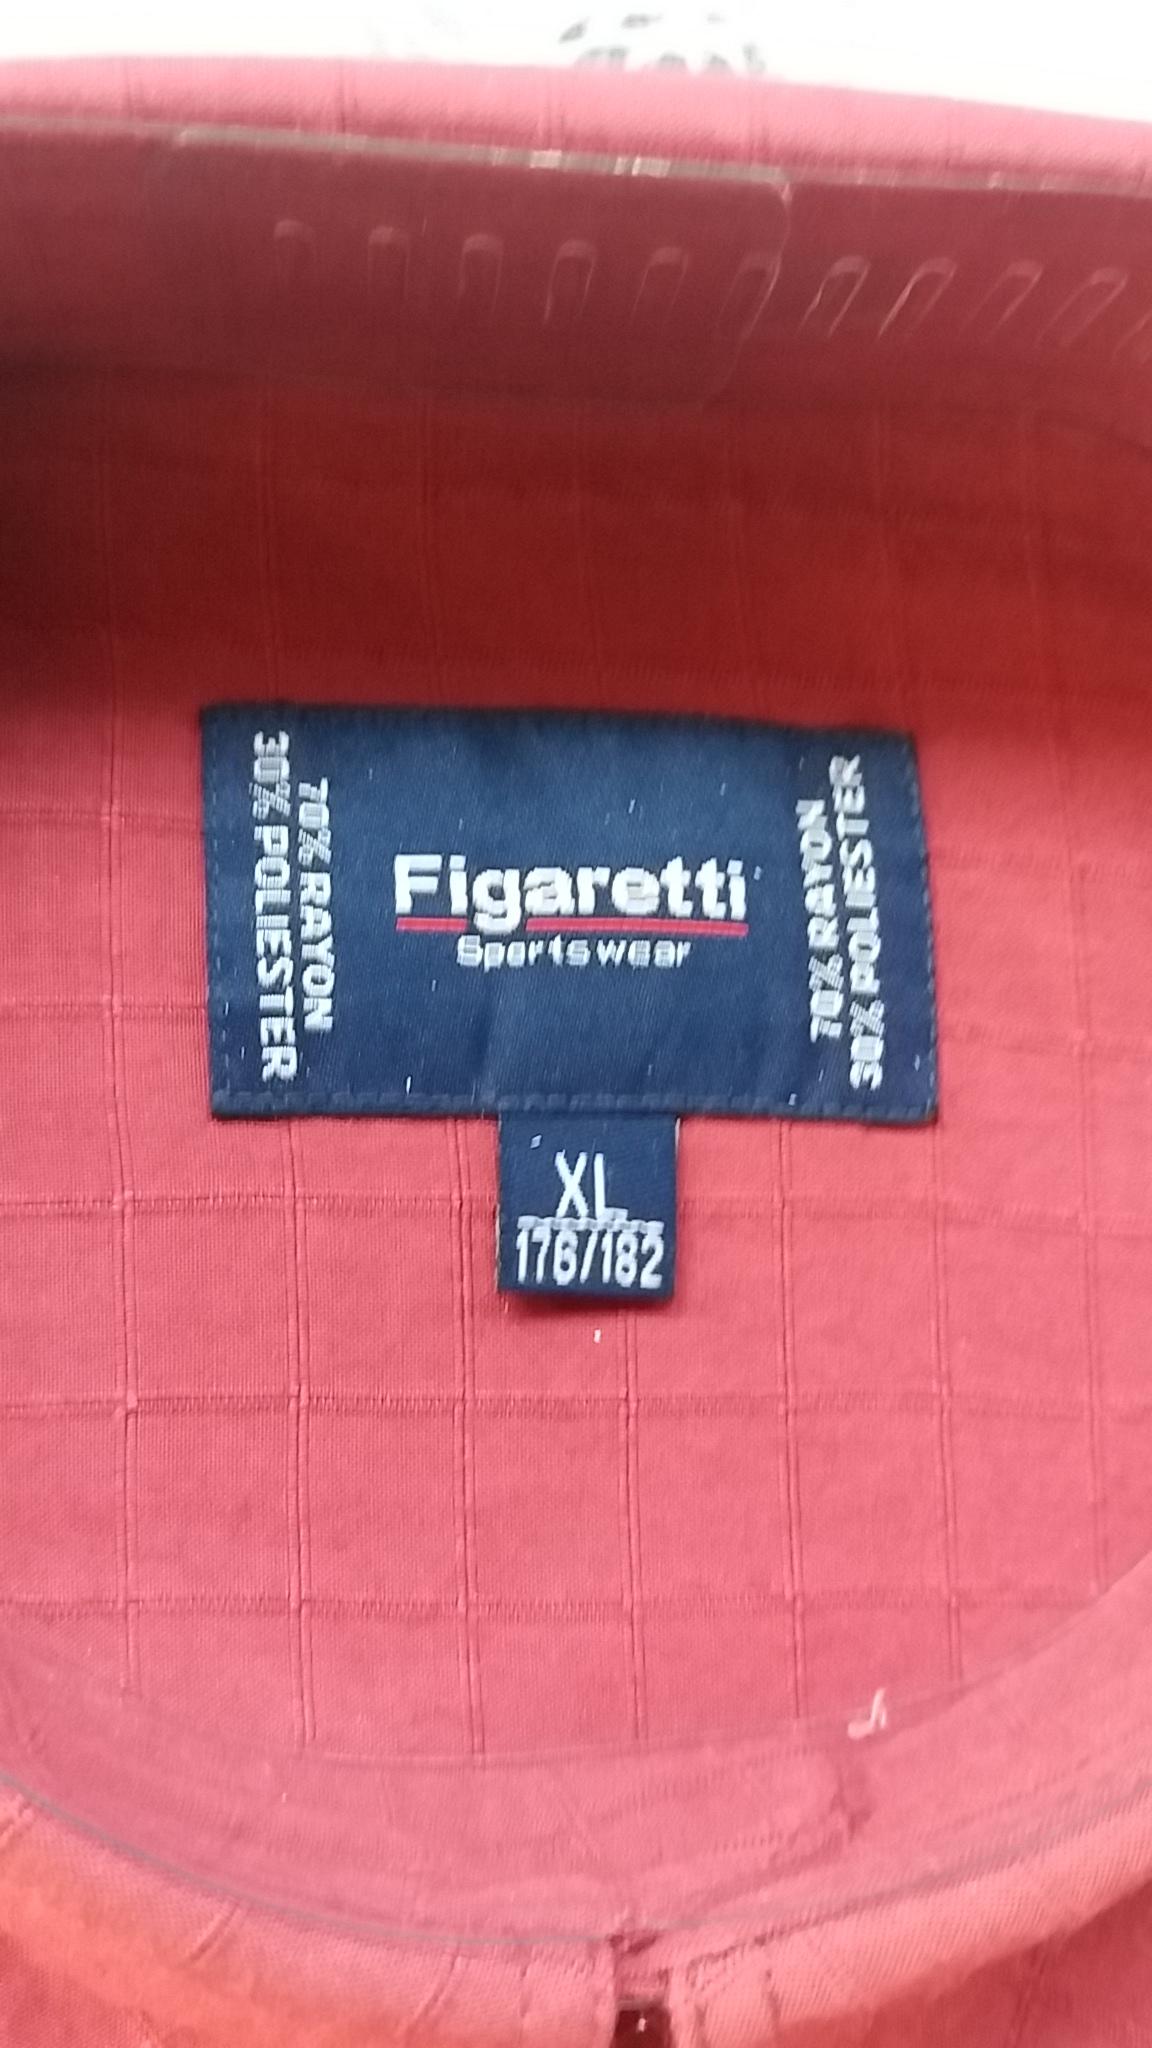 Figaretti
Sportswear
70% RAYON
30% POLIESTER
70% RAYON
30% POLIESTER
XL
176/182